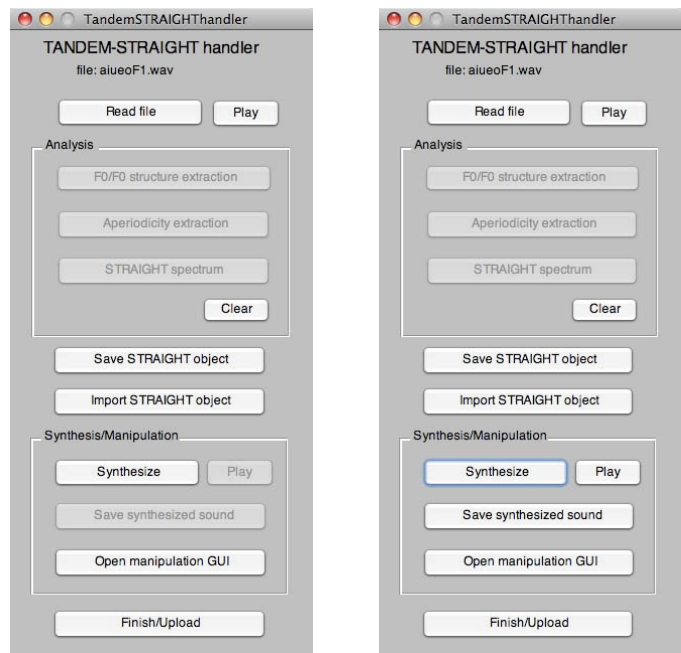 TandemSTRAIGHThandler
TANDEM-STRAIGHT handler
file: aiueoF1.wav
Read file
Play
Analysis
F0/F0 structure extraction
Aperiodicity extraction
STRAIGHT spectrum
Clear
Save STRAIGHT object
Import STRAIGHT object
Synthesis/Manipulation
Synthesize
Play
Save synthesized sound
Open manipulation GUI
Finish/Upload
TandemSTRAIGHThandler
TANDEM-STRAIGHT handler
file: aiueoF1.wav
Read file
Play
Analysis
F0/F0 structure extraction
Aperiodicity extraction
STRAIGHT spectrum
Clear
Save STRAIGHT object
Import STRAIGHT object
Synthesis/Manipulation
Synthesize
Play
Save synthesized sound
Open manipulation GUI
Finish/Upload